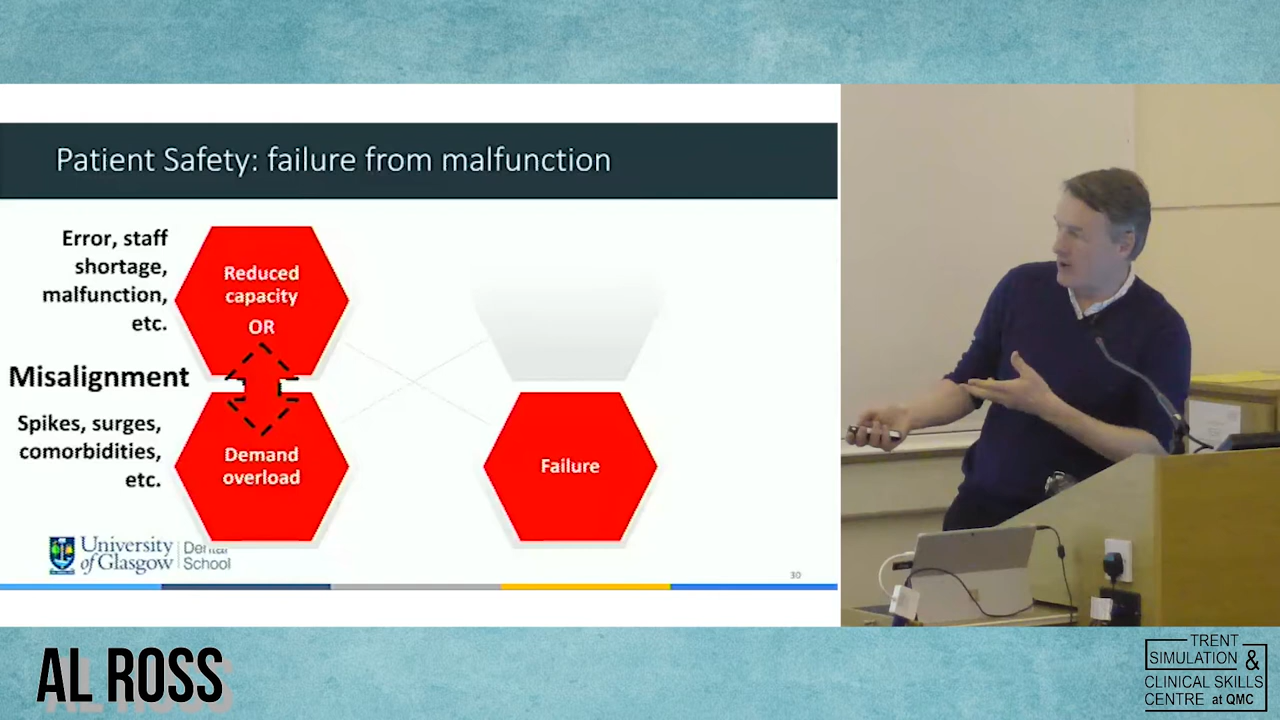 Patient Safety: failure from malfunction
Error, staff
shortage,
malfunction,
etc.
Reduced
capacity
OR
Misalignment
Spikes, surges,
comorbidities,
etc.
Demand
overload
Failure
University
of Glasgow
Dental
School
30
AL ROSS
TRENT
SIMULATION &
CLINICAL SKILLS
CENTRE at QMC